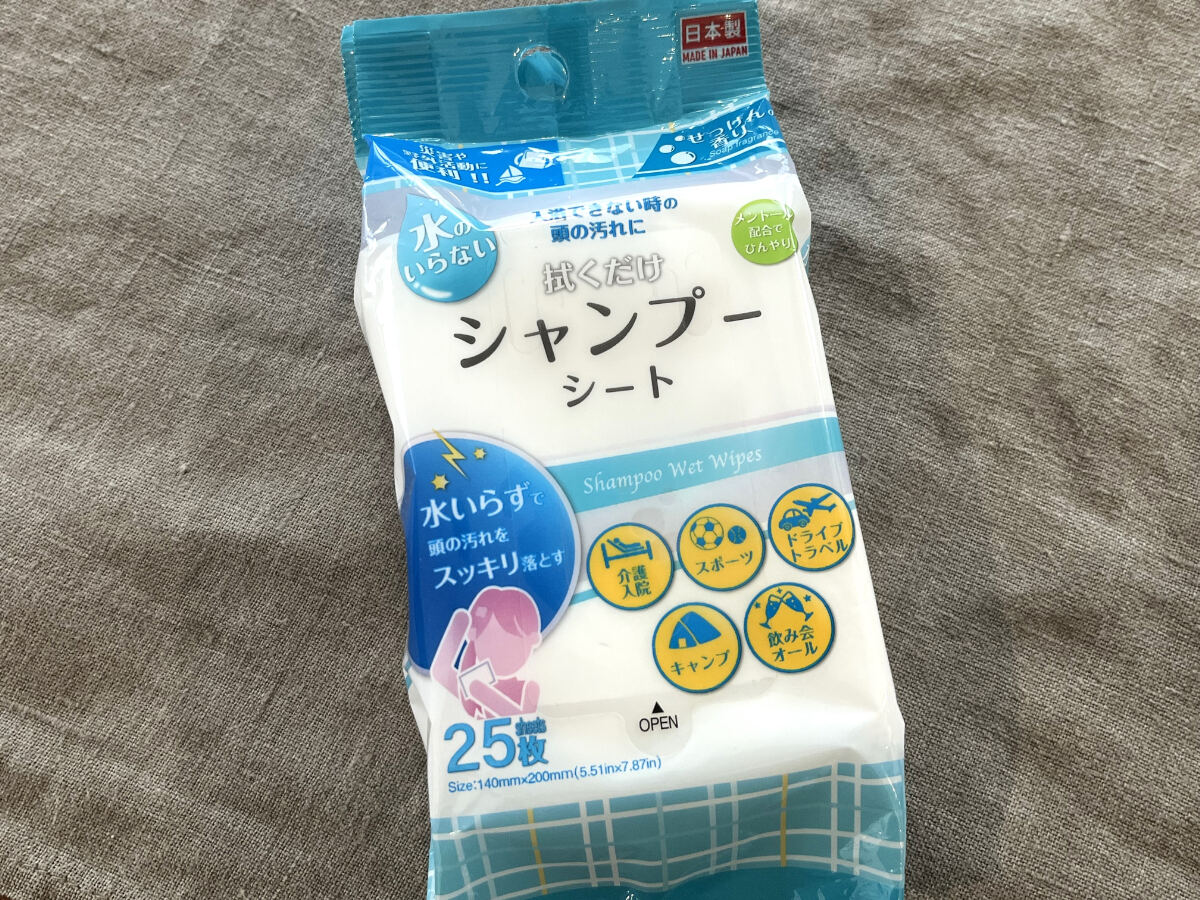 日本製
MADE IN JAPAN
災害や
野外活動に
便利!!
せっけんの
香り
Soap fragrance
水の
いらない
入浴できない時の
頭の汚れに
メントール
配合で
ひんやり
拭くだけ
シャンプー
シート
Shampoo Wet Wipes
水いらずで
頭の汚れを
スッキリ落とす
介護
入院
スポーツ
ドライブ
トラベル
キャンプ
飲み会
オール
OPEN
25枚
sheets
Size:140mm×200mm(5.51in×7.87in)